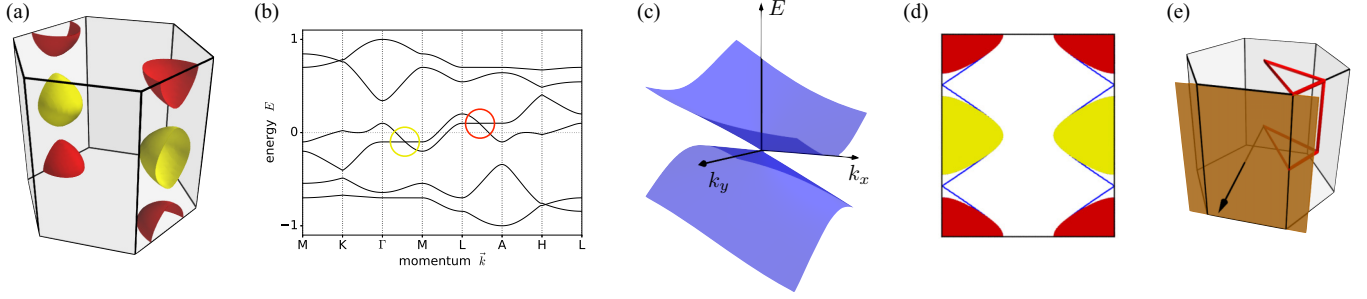 (a)
(b)
(c)
(d)
(e)
1
0
−1
energy E
M K Γ M L A H L
momentum k⃗
E
k_x
k_y